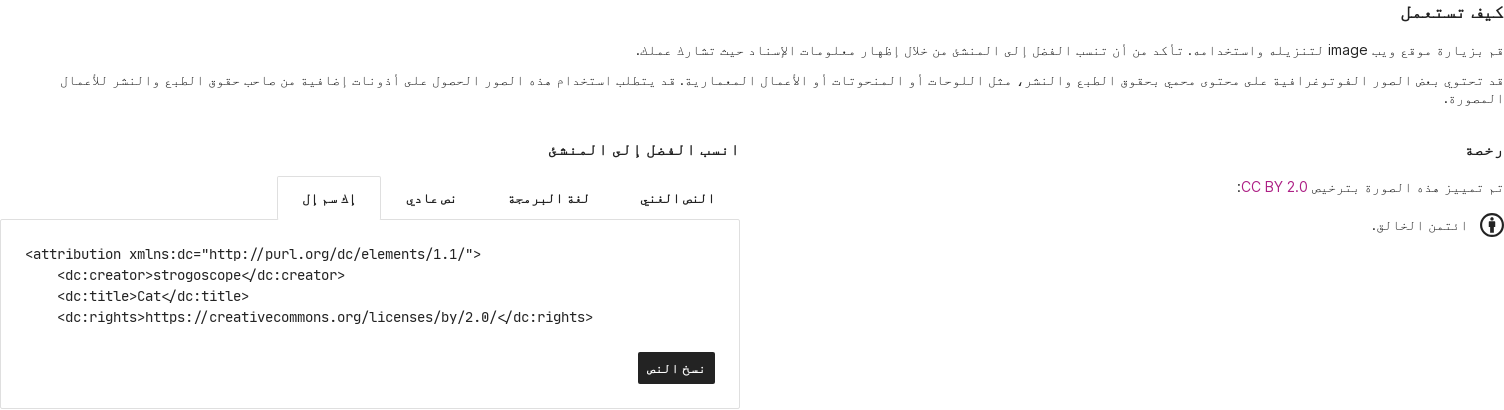 كيف تستعمل
قم بزيارة موقع ويب image لتنزيله واستخدامه. تأكد من أن تنسب الفضل إلى المنشئ من خلال إظهار معلومات الإسناد حيث تشارك عملك.
قد تحتوي بعض الصور الفوتوغرافية على محتوى محمي بحقوق الطبع والنشر، مثل اللوحات أو المنحوتات أو الأعمال المعمارية. قد يتطلب استخدام هذه الصور الحصول على أذونات إضافية من صاحب حقوق الطبع والنشر للأعمال
المصورة.
رخصة
تم تمييز هذه الصورة بترخيص CC BY 2.0:
ائتمن الخالق.
انسب الفضل إلى المنشئ
النص الغني
لغة البرمجة
نص عادي
إك سم إل
<attribution xmlns:dc="http://purl.org/dc/elements/1.1/">
<dc:creator>strogoscope</dc:creator>
<dc:title>Cat</dc:title>
<dc:rights>https://creativecommons.org/licenses/by/2.0/</dc:rights>
نسخ النص